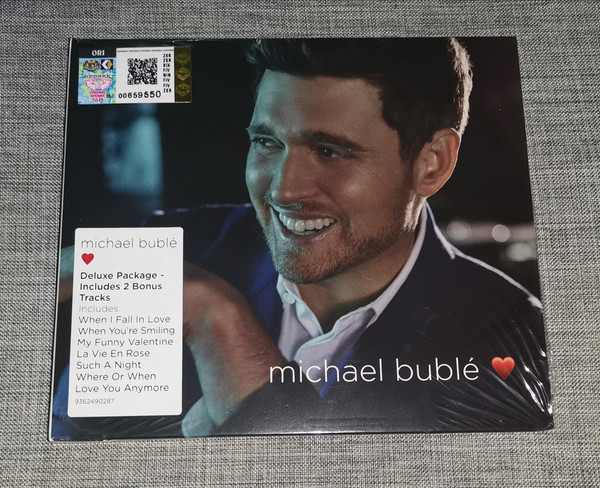 ORI
00659550
michael bublé
♥
Deluxe Package -
Includes 2 Bonus
Tracks
Includes:
When I Fall In Love
When You're Smiling
My Funny Valentine
La Vie En Rose
Such A Night
Where Or When
Love You Anymore
9362490287
michael bublé ❤️